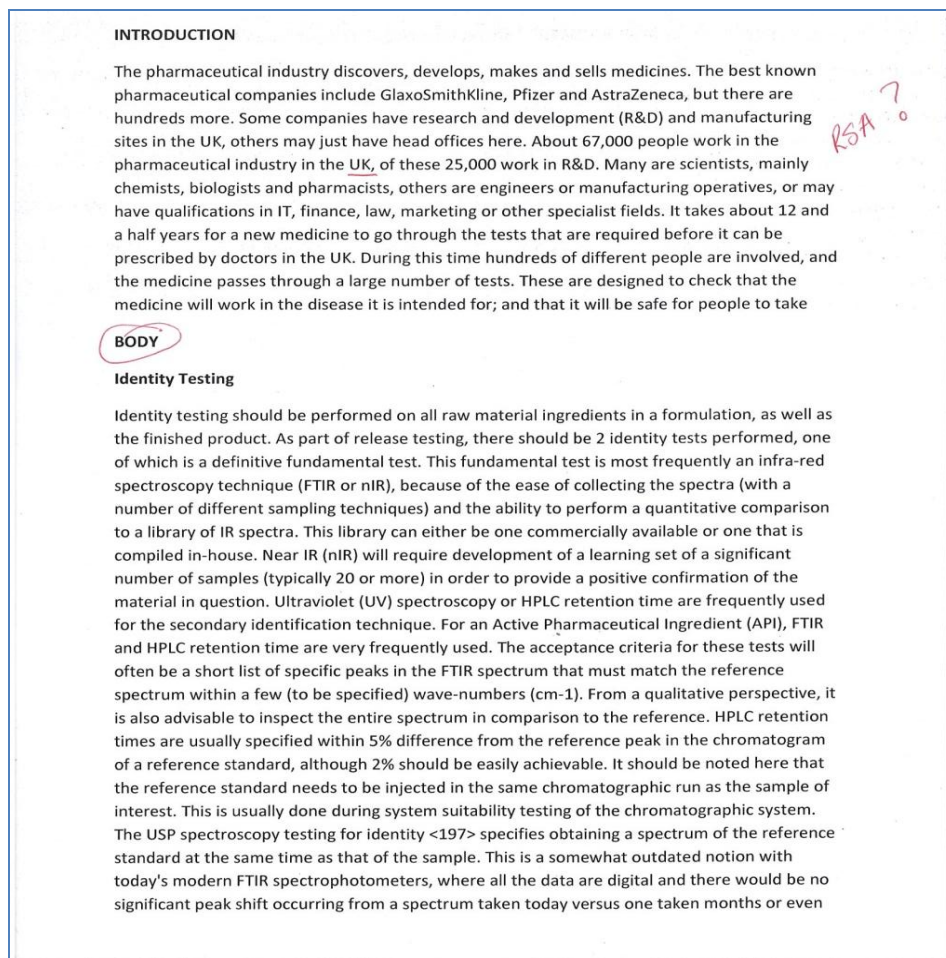 INTRODUCTION
The pharmaceutical industry discovers, develops, makes and sells medicines. The best known
pharmaceutical companies include GlaxoSmithKline, Pfizer and AstraZeneca, but there are
hundreds more. Some companies have research and development (R&D) and manufacturing
sites in the UK, others may just have head offices here. About 67,000 people work in the
pharmaceutical industry in the UK, of these 25,000 work in R&D. Many are scientists, mainly
chemists, biologists and pharmacists, others are engineers or manufacturing operatives, or may
have qualifications in IT, finance, law, marketing or other specialist fields. It takes about 12 and
a half years for a new medicine to go through the tests that are required before it can be
prescribed by doctors in the UK. During this time hundreds of different people are involved, and
the medicine passes through a large number of tests. These are designed to check that the
medicine will work in the disease it is intended for; and that it will be safe for people to take
RSA ?
BODY
Identity Testing
Identity testing should be performed on all raw material ingredients in a formulation, as well as
the finished product. As part of release testing, there should be 2 identity tests performed, one
of which is a definitive fundamental test. This fundamental test is most frequently an infra-red
spectroscopy technique (FTIR or nIR), because of the ease of collecting the spectra (with a
number of different sampling techniques) and the ability to perform a quantitative comparison
to a library of IR spectra. This library can either be one commercially available or one that is
compiled in-house. Near IR (nIR) will require development of a learning set of a significant
number of samples (typically 20 or more) in order to provide a positive confirmation of the
material in question. Ultraviolet (UV) spectroscopy or HPLC retention time are frequently used
for the secondary identification technique. For an Active Pharmaceutical Ingredient (API), FTIR
and HPLC retention time are very frequently used. The acceptance criteria for these tests will
often be a short list of specific peaks in the FTIR spectrum that must match the reference
spectrum within a few (to be specified) wave-numbers (cm-1). From a qualitative perspective, it
is also advisable to inspect the entire spectrum in comparison to the reference. HPLC retention
times are usually specified within 5% difference from the reference peak in the chromatogram
of a reference standard, although 2% should be easily achievable. It should be noted here that
the reference standard needs to be injected in the same chromatographic run as the sample of
interest. This is usually done during system suitability testing of the chromatographic system.
The USP spectroscopy testing for identity <197> specifies obtaining a spectrum of the reference
standard at the same time as that of the sample. This is a somewhat outdated notion with
today's modern FTIR spectrophotometers, where all the data are digital and there would be no
significant peak shift occurring from a spectrum taken today versus one taken months or even